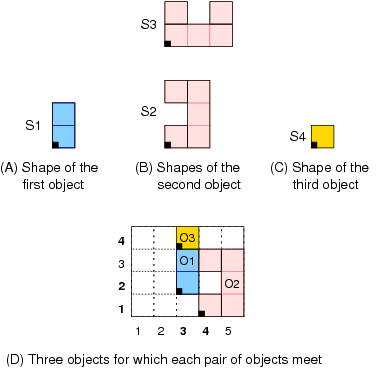 S3
S2
S1
S4
(A) Shape of the
first object
(B) Shapes of the
second object
(C) Shape of the
third object
4 O3
3 O1
2 O2
1
1 2 3 4 5
(D) Three objects for which each pair of objects meet